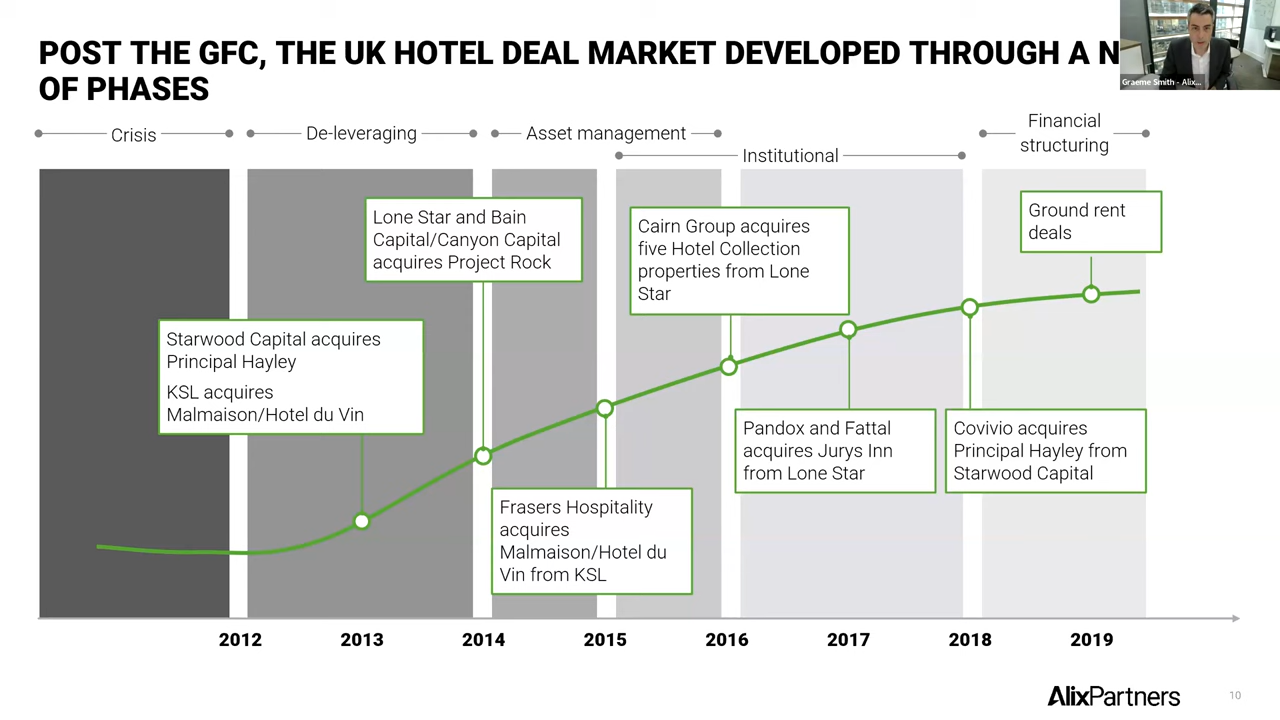 POST THE GFC, THE UK HOTEL DEAL MARKET DEVELOPED THROUGH A
OF PHASES
Graeme Smith - Alix...
Crisis
De-leveraging
Asset management
Institutional
Financial
structuring
Lone Star and Bain
Capital/Canyon Capital
acquires Project Rock
Cairn Group acquires
five Hotel Collection
properties from Lone
Star
Ground rent
deals
Starwood Capital acquires
Principal Hayley
KSL acquires
Malmaison/Hotel du Vin
Pandox and Fattal
acquires Jurys Inn
from Lone Star
Covivio acquires
Principal Hayley from
Starwood Capital
Frasers Hospitality
acquires
Malmaison/Hotel du
Vin from KSL
2012
2013
2014
2015
2016
2017
2018
2019
AlixPartners
10